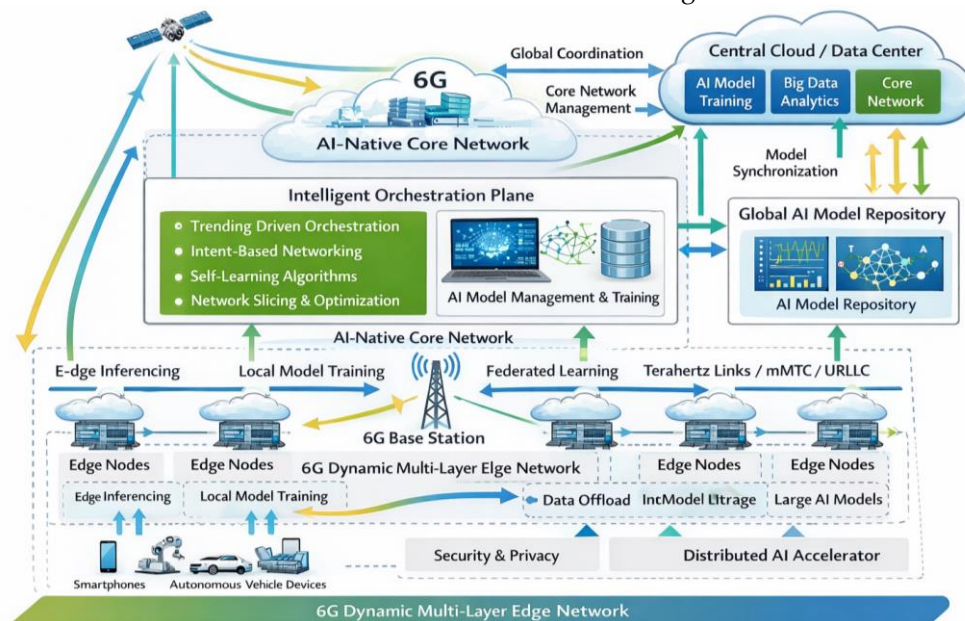 Global Coordination
6G
Core Network
Management
AI-Native Core Network
Central Cloud / Data Center
AI Model
Training
Big Data
Analytics
Core
Network
Model
Synchronization
Intelligent Orchestration Plane
Trending Driven Orchestration
Intent-Based Networking
Self-Learning Algorithms
Network Slicing & Optimization
AI Model Management & Training
Global AI Model Repository
T
A
AI Model Repository
AI-Native Core Network
E-dge Inferencing
Local Model Training
Federated Learning
Terahertz Links / mMTC / URLLC
6G Base Station
Edge Nodes
Edge Nodes
6G Dynamic Multi-Layer Elge Network
Edge Nodes
Edge Nodes
Edge Inferencing
Local Model Training
Data Offload
IntModel Litrage
Large AI Models
Smartphones
Autonomous Vehicle Devices
Security & Privacy
Distributed AI Accelerator
6G Dynamic Multi-Layer Edge Network